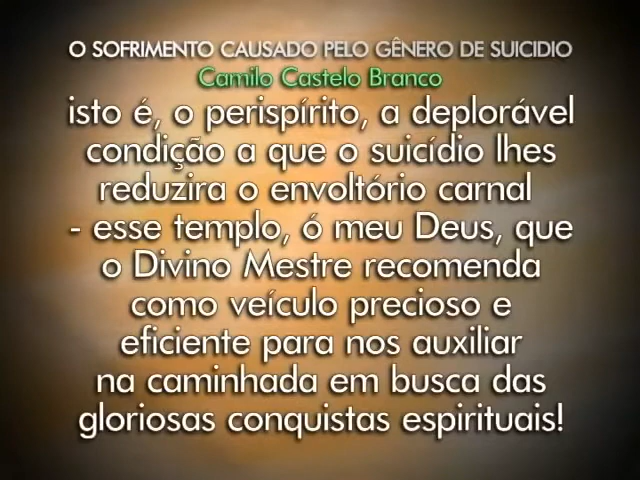 O SOFRIMENTO CAUSADO PELO GÊNERO DE SUICIDIO
Camilo Castelo Branco
isto é, o perispírito, a deplorável
condição a que o suicídio lhes
reduzira o envoltório carnal
- esse templo, ó meu Deus, que
o Divino Mestre recomenda
como veículo precioso e
eficiente para nos auxiliar
na caminhada em busca das
gloriosas conquistas espirituais!